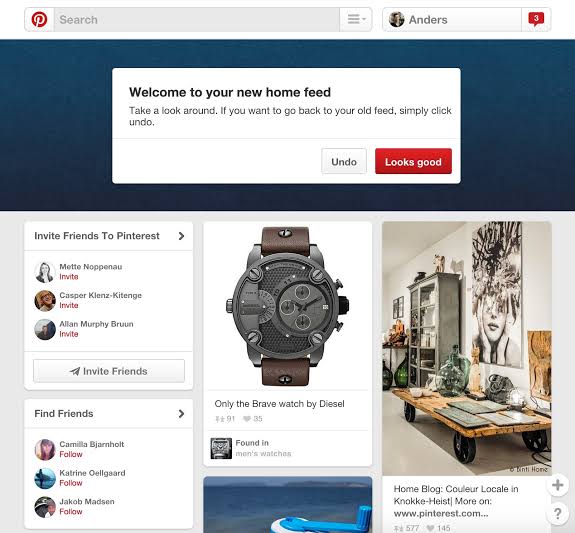 Search
Anders
3
Welcome to your new home feed
Take a look around. If you want to go back to your old feed, simply click
undo.
Undo
Looks good
Invite Friends To Pinterest
Mette Noppenau
Invite
Casper Klenz-Kitenge
Invite
Allan Murphy Bruun
Invite
Invite Friends
Find Friends
Camilla Bjarnholt
Follow
Katrine Oellgaard
Follow
Jakob Madsen
Follow
Only the Brave watch by Diesel
91 35
Found in
men's watches
© Binti Home
Home Blog: Couleur Locale in
Knokke-Heist| More on:
www.pinterest.com...
577 145
+
?